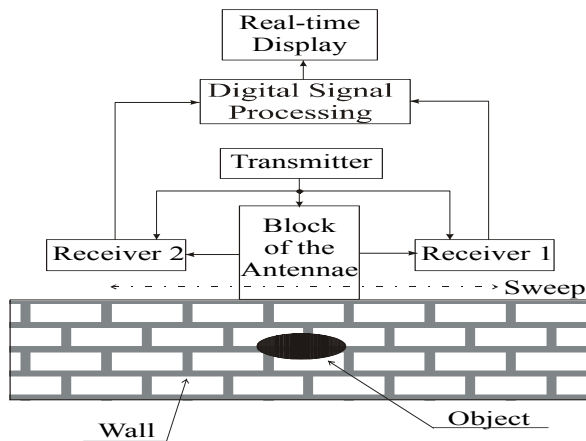 Real-time
Display
Digital Signal
Processing
Transmitter
Receiver 2
Block
of the
Antennae
Receiver 1
Sweep
Wall
Object